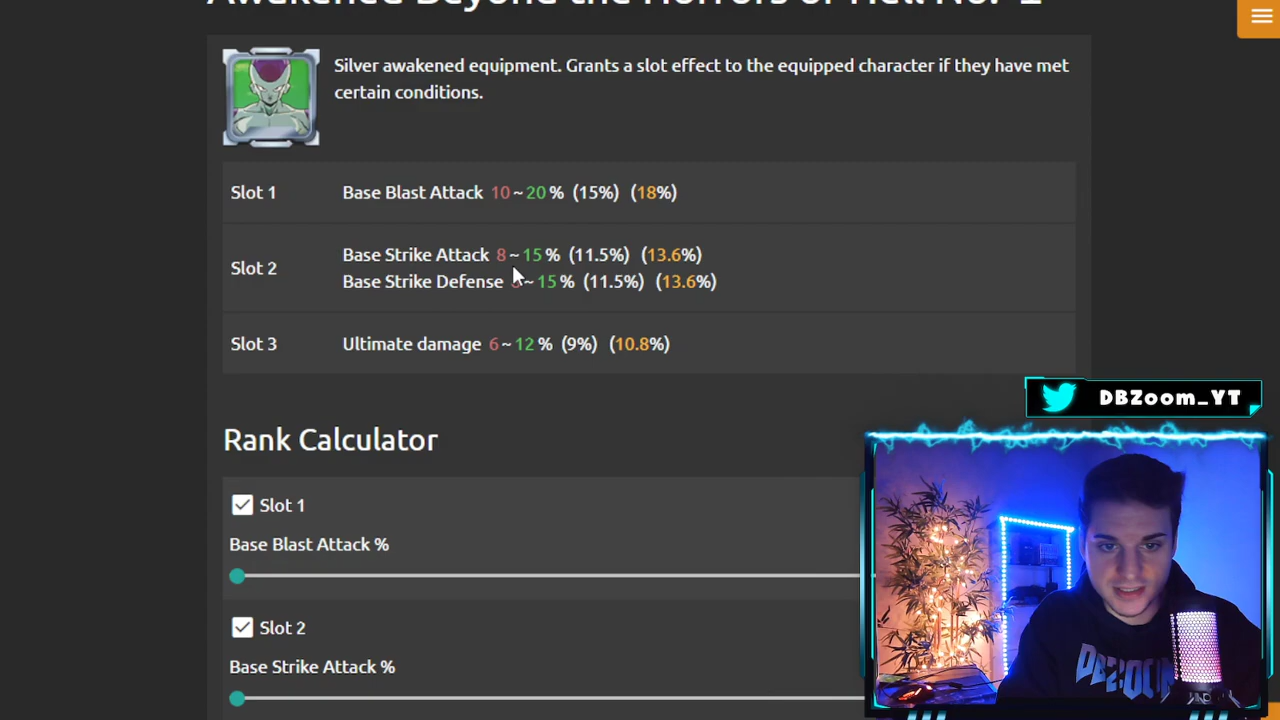 Silver awakened equipment. Grants a slot effect to the equipped character if they have met
certain conditions.
Slot 1
Base Blast Attack 10 ~ 20 % (15%) (18%)
Slot 2
Base Strike Attack 8 ~ 15 % (11.5%) (13.6%)
Base Strike Defense ~ 15 % (11.5%) (13.6%)
Slot 3
Ultimate damage 6 ~ 12 % (9%) (10.8%)
DBZoom_YT
Rank Calculator
Slot 1
Base Blast Attack %
Slot 2
Base Strike Attack %